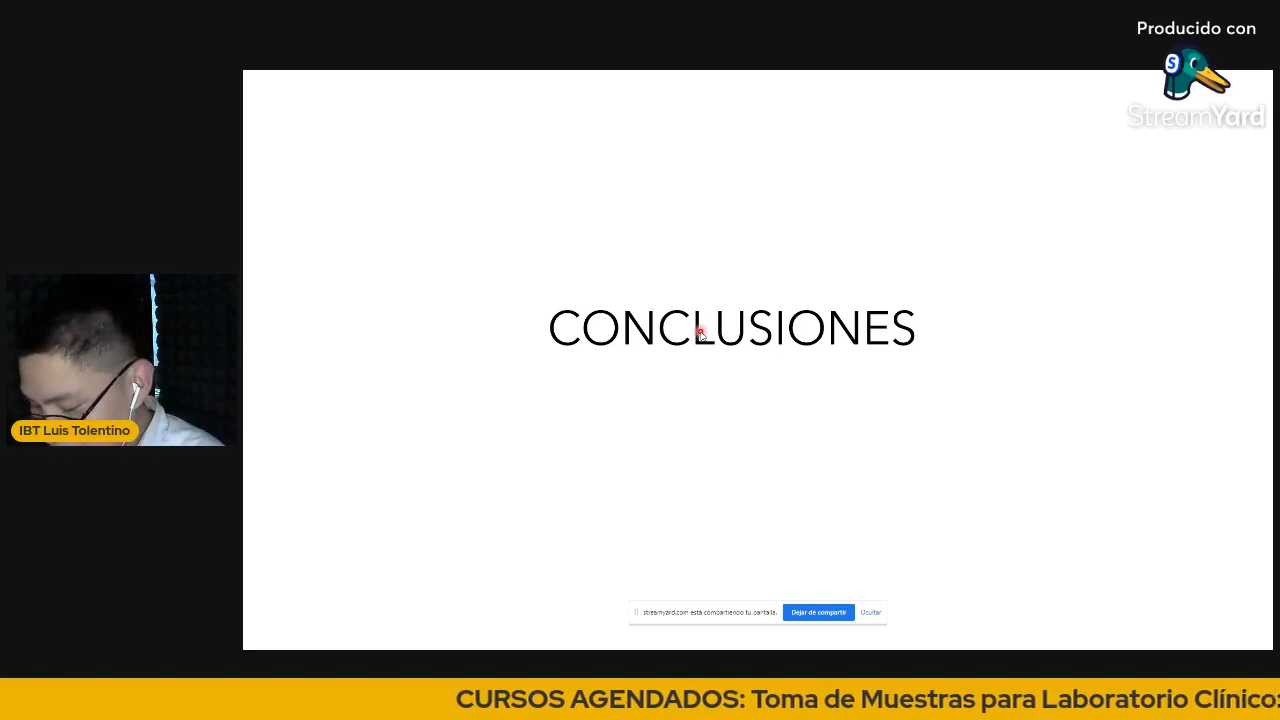 Producido con
S
StreamYard
CONCLUSIONES
IBT Luis Tolentino
streamyard.com está compartiendo tu pantalla.
Dejar de compartir
Ocultar
CURSOS AGENDADOS: Toma de Muestras para Laboratorio Clínico: